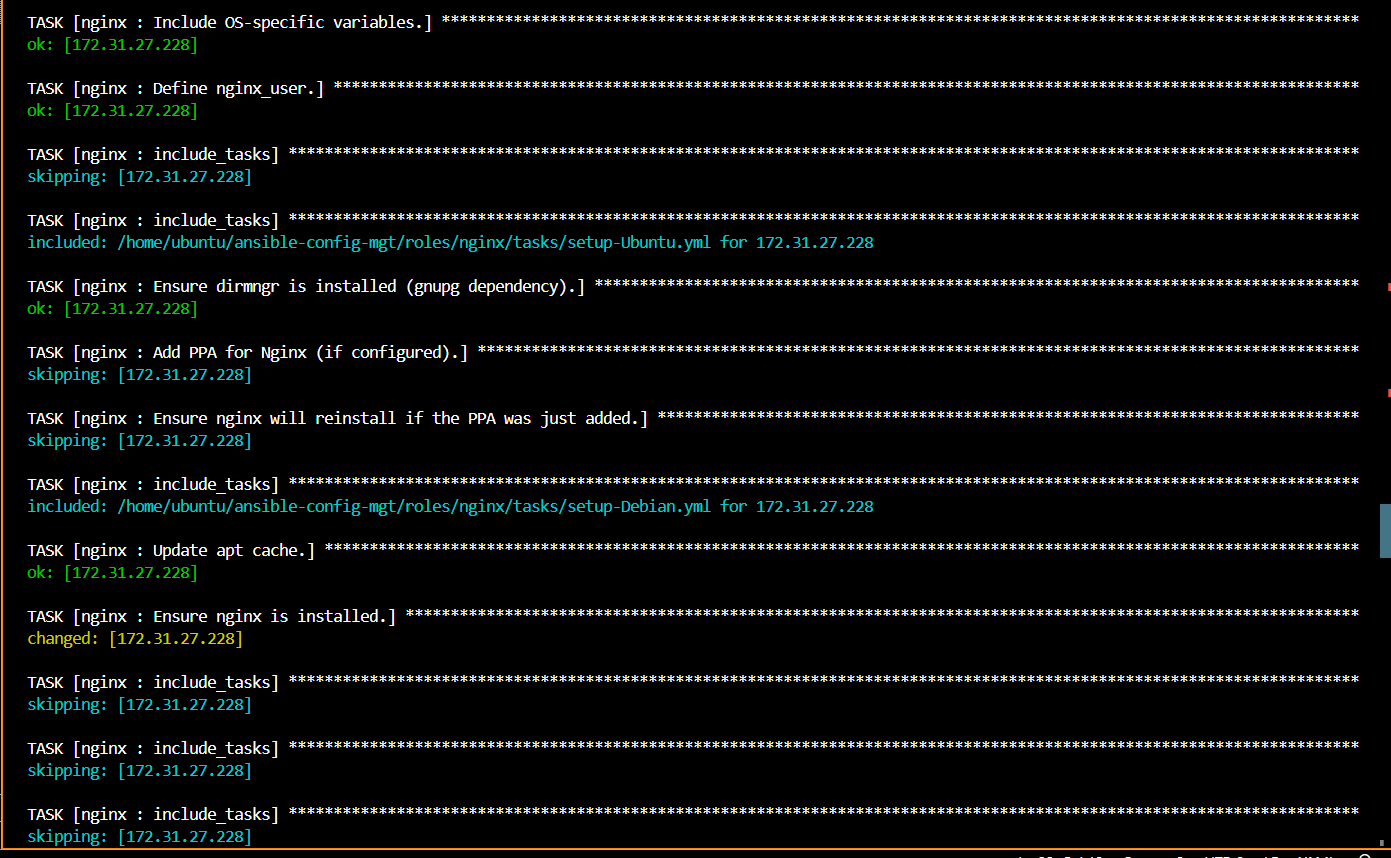 TASK [nginx : Include OS-specific variables.] ******************************************************************************************************
ok: [172.31.27.228]
TASK [nginx : Define nginx_user.] ******************************************************************************************************************
ok: [172.31.27.228]
TASK [nginx : include_tasks] ***********************************************************************************************************************
skipping: [172.31.27.228]
TASK [nginx : include_tasks] ***********************************************************************************************************************
included: /home/ubuntu/ansible-config-mgt/roles/nginx/tasks/setup-Ubuntu.yml for 172.31.27.228
TASK [nginx : Ensure dirmngr is installed (gnupg dependency).] *************************************************************************************
ok: [172.31.27.228]
TASK [nginx : Add PPA for Nginx (if configured).] **************************************************************************************************
skipping: [172.31.27.228]
TASK [nginx : Ensure nginx will reinstall if the PPA was just added.] ******************************************************************************
skipping: [172.31.27.228]
TASK [nginx : include_tasks] ***********************************************************************************************************************
included: /home/ubuntu/ansible-config-mgt/roles/nginx/tasks/setup-Debian.yml for 172.31.27.228
TASK [nginx : Update apt cache.] *******************************************************************************************************************
ok: [172.31.27.228]
TASK [nginx : Ensure nginx is installed.] **********************************************************************************************************
changed: [172.31.27.228]
TASK [nginx : include_tasks] ***********************************************************************************************************************
skipping: [172.31.27.228]
TASK [nginx : include_tasks] ***********************************************************************************************************************
skipping: [172.31.27.228]
TASK [nginx : include_tasks] ***********************************************************************************************************************
skipping: [172.31.27.228]